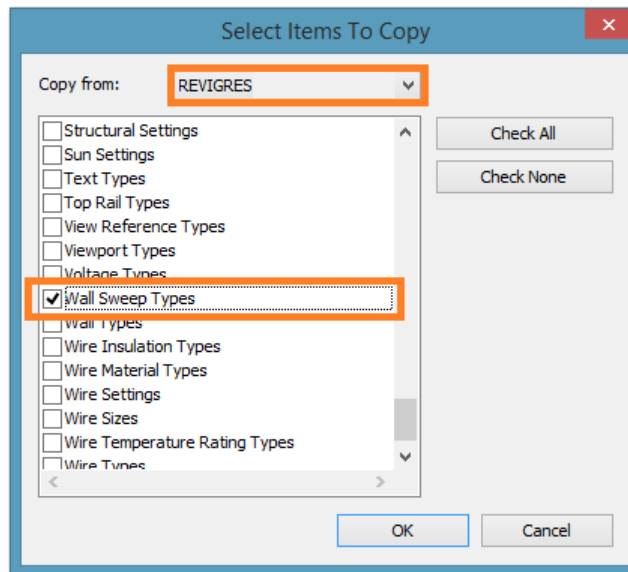 Select Items To Copy
Copy from: REVIGRES
Structural Settings
Sun Settings
Text Types
Top Rail Types
View Reference Types
Viewport Types
Voltage Types
Wall Sweep Types
Wall Types
Wire Insulation Types
Wire Material Types
Wire Settings
Wire Sizes
Wire Temperature Rating Types
Wire Types
Check All
Check None
OK
Cancel